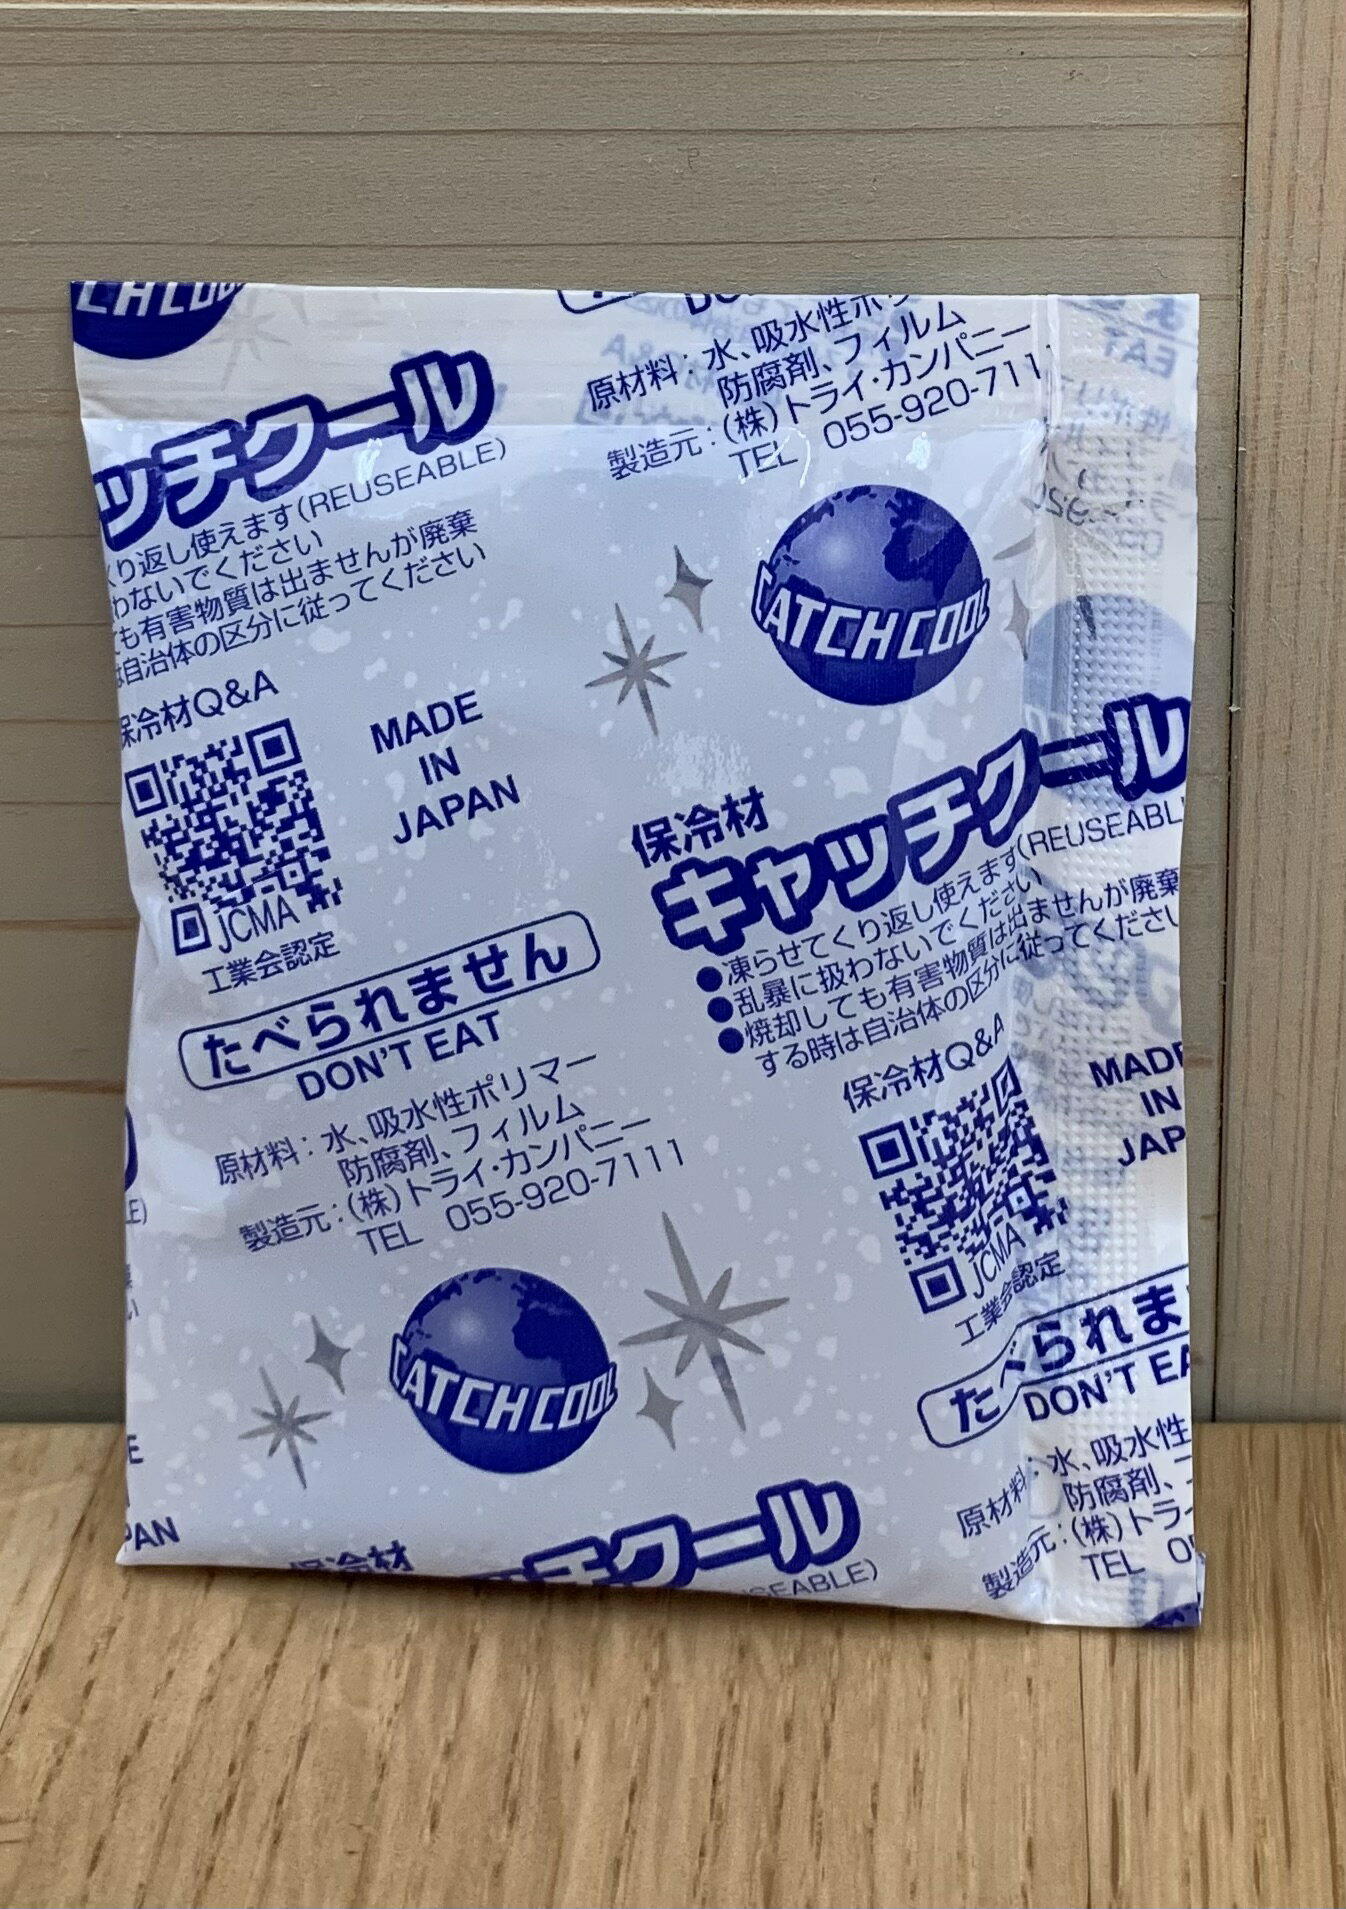 CH COOL
ッチクール
くり返し使えます(REUSEABLE)
わないでください
ても有害物質は出ませんが廃棄
は自治体の区分に従ってください
保冷材Q&A
JCMA
工業会認定
MADE
IN
JAPAN
たべられません
DON'T EAT
原材料：水、吸水性ポリマー
防腐剤、フィルム
製造元：(株)トライ・カンパニー
TEL 055-920-7111
CATCH COOL
保冷材
チクール
SEABLE)
原材料：水、吸水性ポリ
防腐剤、フィルム
製造元：(株)トライ・カンパニー
TEL 055-920-711
CATCH COOL
保冷材
キャッチクール
(REUSEABL
●凍らせてくり返し使えます
●乱暴に扱わないでください
●焼却しても有害物質は出ませんが廃棄
する時は自治体の区分に従ってください
保冷材Q&A
JCMA
工業会認定
MADE
IN
JAP
たべられま
DON'T EA
原材料：水、吸水性
防腐剤、
製造元：(株)トラ
TEL 0
PAN